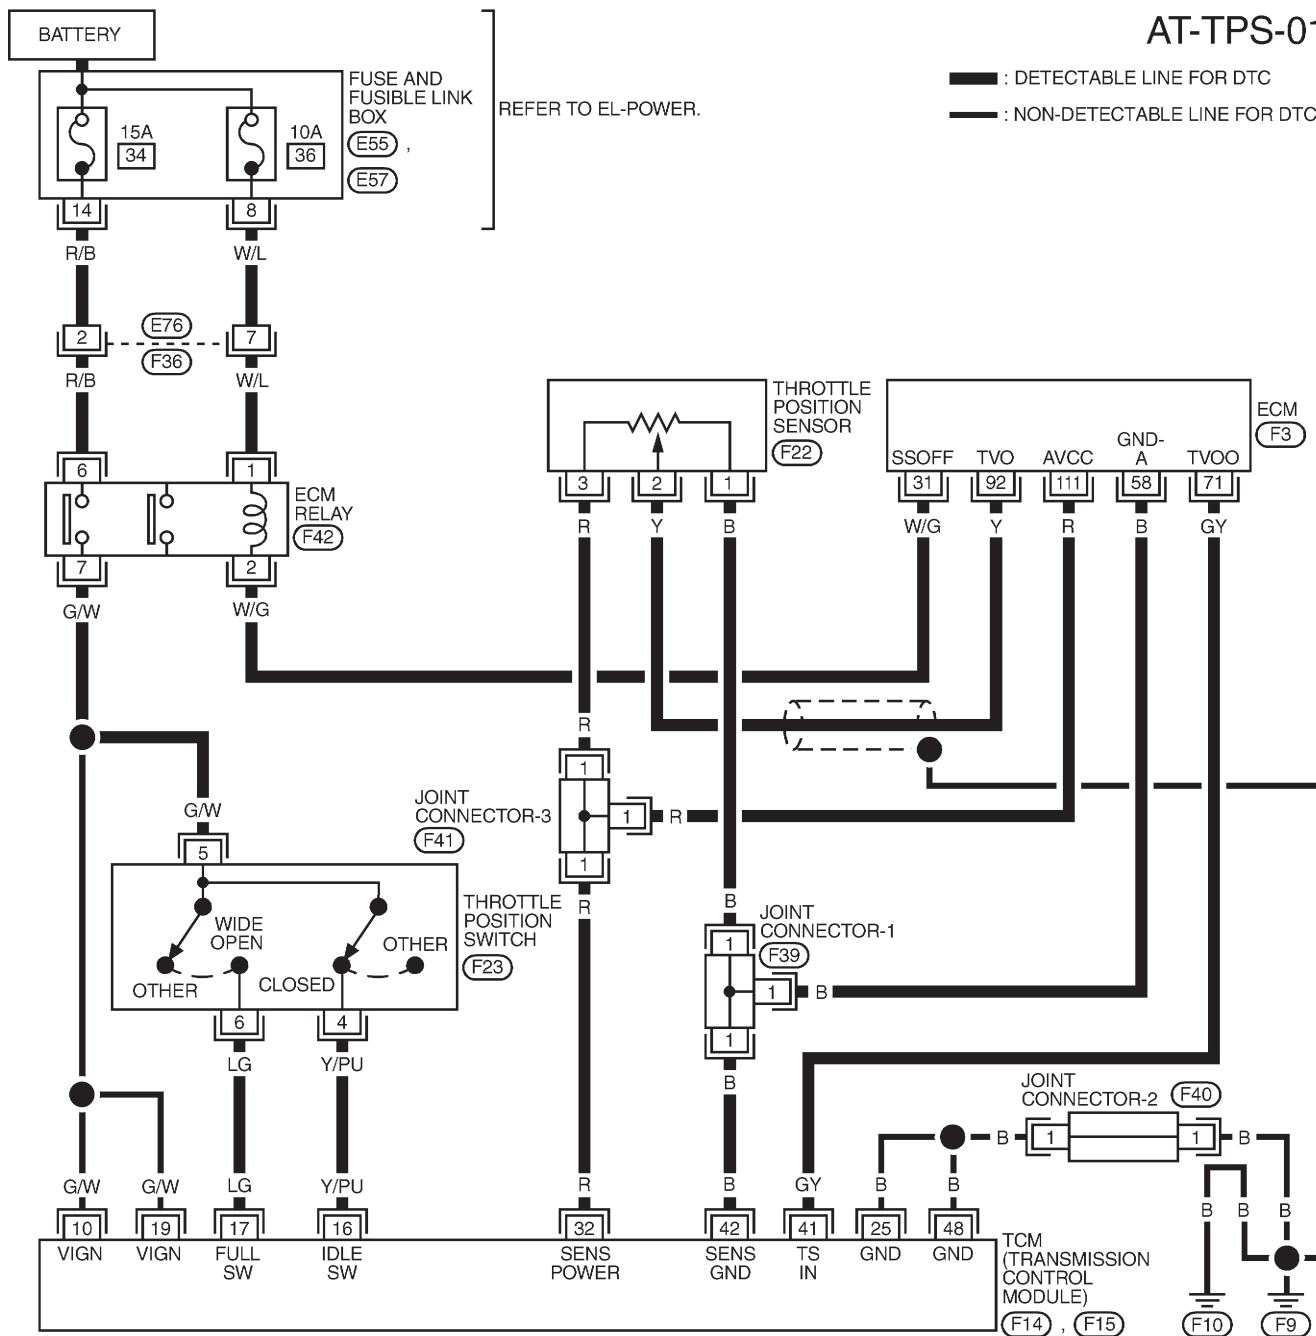 AT-TPS-01
BATTERY
: DETECTABLE LINE FOR DTC
: NON-DETECTABLE LINE FOR DTC
FUSE AND
FUSIBLE LINK
BOX
E55 ,
E57
REFER TO EL-POWER.
15A
34
10A
36
14
8
R/B
W/L
2
E76
F36
7
R/B
W/L
6
1
ECM
RELAY
F42
7
2
G/W
W/G
THROTTLE
POSITION
SENSOR
F22
3
2
1
R
Y
B
ECM
F3
SSOFF
TVO
AVCC
GND-
A
TVOO
31
92
111
58
71
W/G
Y
R
B
GY
R
1
JOINT
CONNECTOR-3
F41
1
R
1
R
G/W
5
THROTTLE
POSITION
SWITCH
F23
WIDE
OPEN
OTHER
OTHER
CLOSED
6
4
LG
Y/PU
B
JOINT
CONNECTOR-1
F39
1
1
B
1
B
JOINT
CONNECTOR-2
F40
B
1
1
B
G/W
G/W
LG
Y/PU
R
B
GY
B
B
B
B
B
10
19
17
16
32
42
41
25
48
VIGN
VIGN
FULL
SW
IDLE
SW
SENS
POWER
SENS
GND
TS
IN
GND
GND
TCM
(TRANSMISSION
CONTROL
MODULE)
F14 , F15
F10
F9